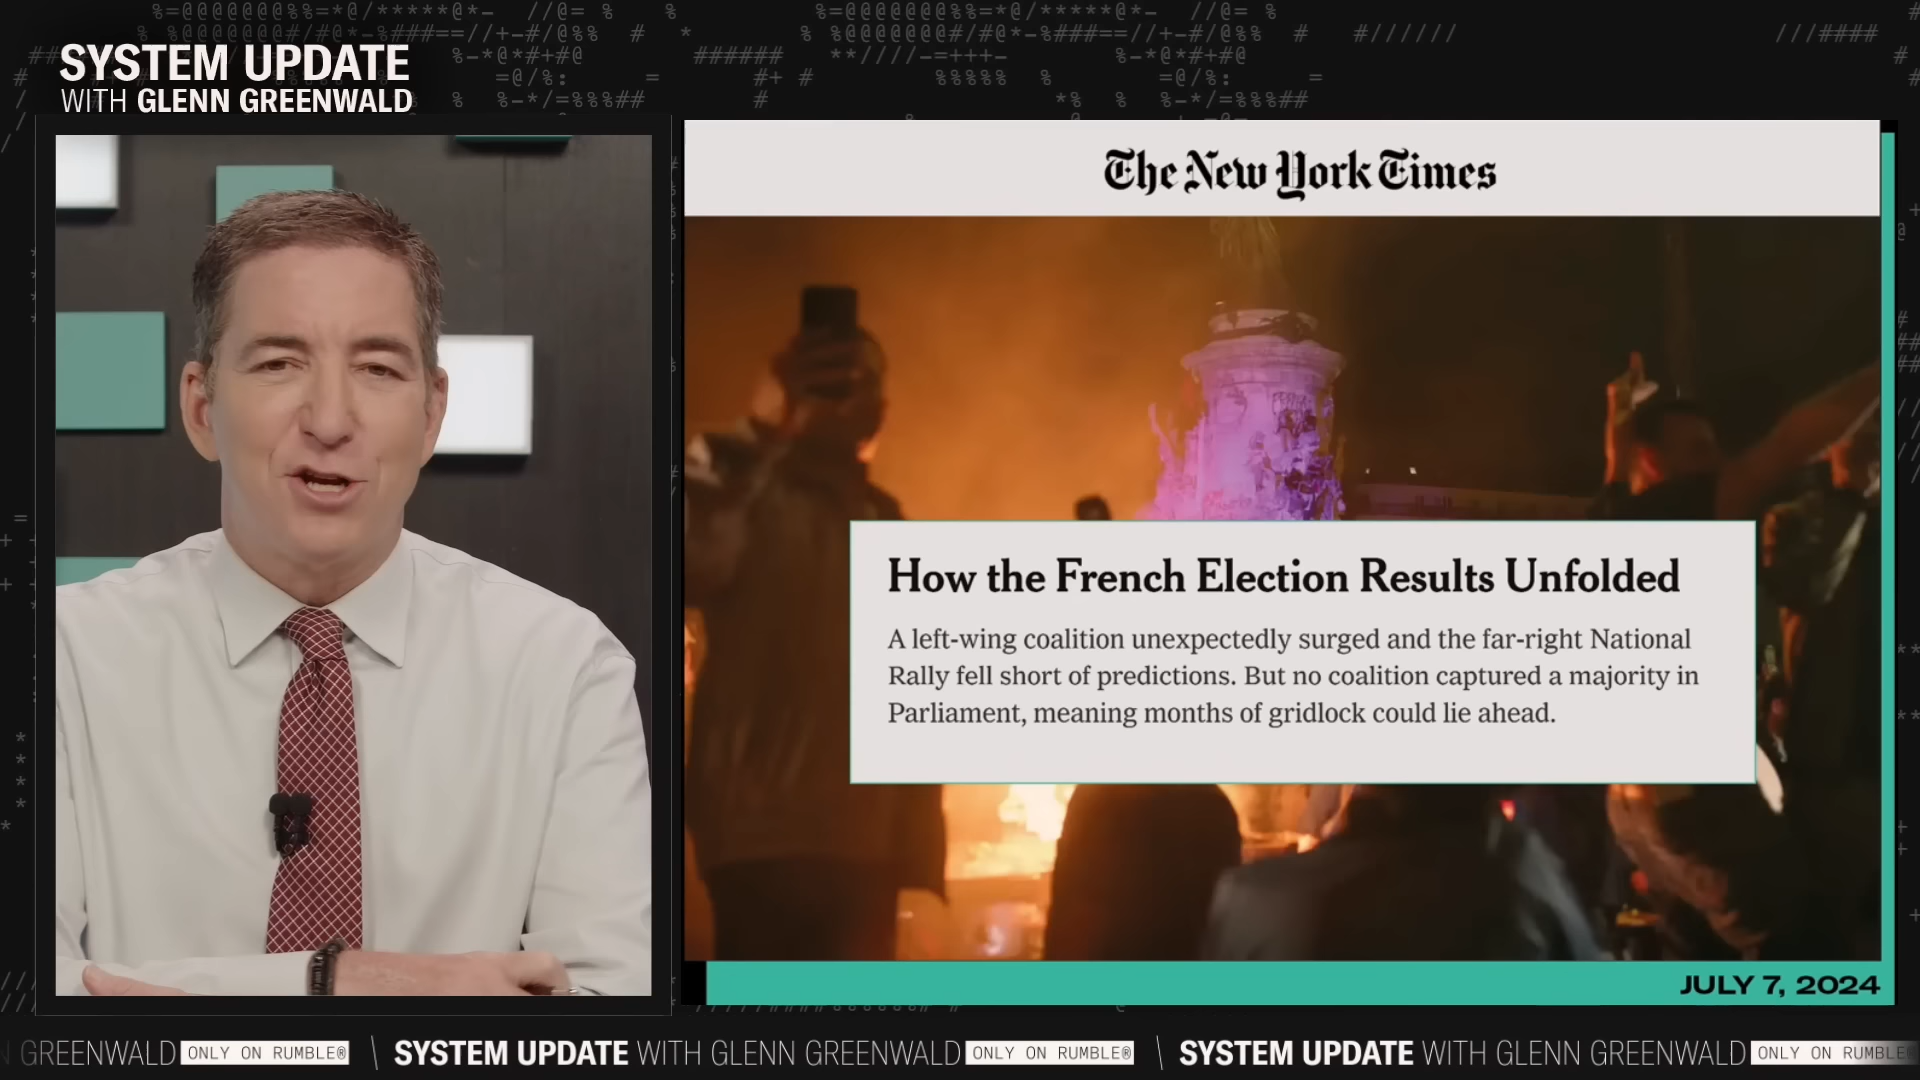 SYSTEM UPDATE
WITH GLENN GREENWALD
The New York Times
How the French Election Results Unfolded
A left-wing coalition unexpectedly surged and the far-right National
Rally fell short of predictions. But no coalition captured a majority in
Parliament, meaning months of gridlock could lie ahead.
JULY 7, 2024
GREENWALD ONLY ON RUMBLE® \ SYSTEM UPDATE WITH GLENN GREENWALD ONLY ON RUMBLE® \ SYSTEM UPDATE WITH GLENN GREENWALD ONLY ON RUMBLE®